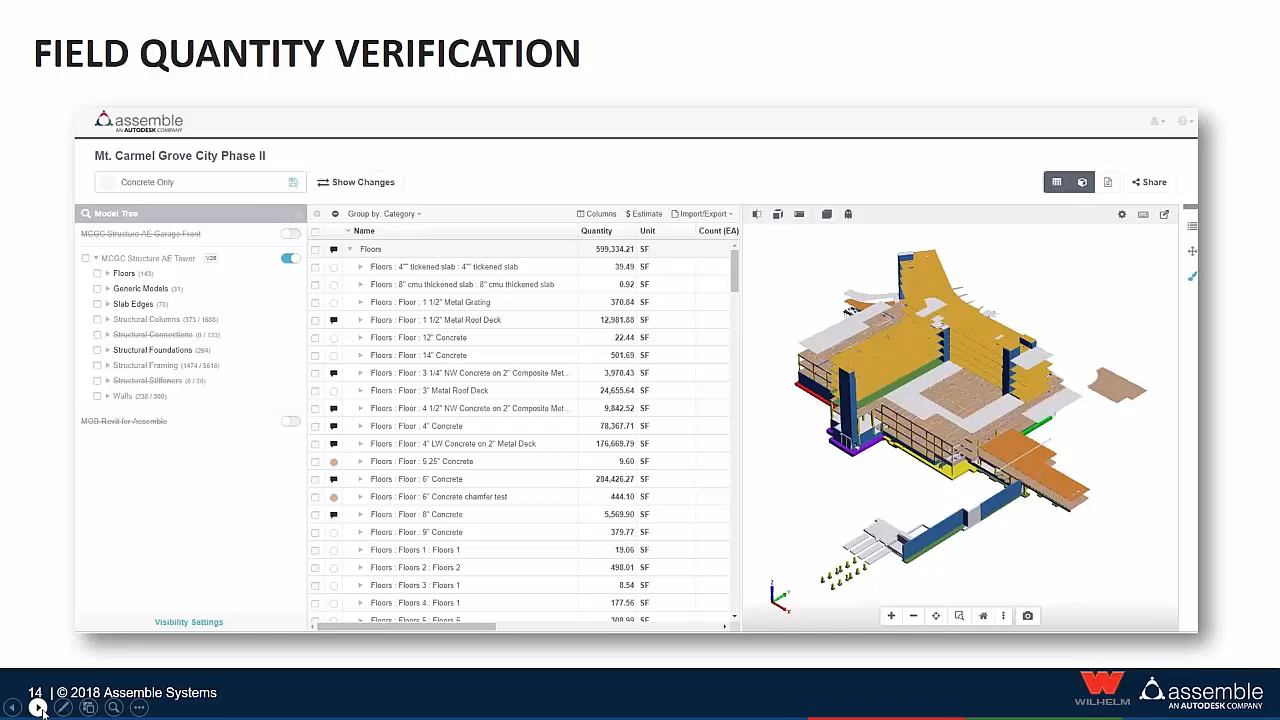 FIELD QUANTITY VERIFICATION
assemble
AN AUTODESK COMPANY
Mt. Carmel Grove City Phase II
Concrete Only
Show Changes
Share
Model Tree
Group by: Category
Columns
$ Estimate
Import/Export
MCGC Structure AE Garage Front
Name
Quantity
Unit
Count (EA)
MCGC Structure AE Tower V26
Floors (143)
Generic Models (31)
Slab Edges (70)
Structural Columns (373 / 1688)
Structural Connections (0 / 133)
Structural Foundations (264)
Structural Framing (1474 / 5616)
Structural Stiffeners (0 / 30)
Walls (238 / 300)
MOB Revit for Assemble
Visibility Settings
Floors 599,334.21 SF
Floors : 4"" tickened slab : 4"" tickened slab 39.49 SF
Floors : 8" cmu thickened slab : 8" cmu thickened slab 0.92 SF
Floors : Floor : 1 1/2" Metal Grating 370.84 SF
Floors : Floor : 1 1/2" Metal Roof Deck 12,981.88 SF
Floors : Floor : 12" Concrete 22.44 SF
Floors : Floor : 14" Concrete 501.69 SF
Floors : Floor : 3 1/4" NW Concrete on 2" Composite Met... 3,970.43 SF
Floors : Floor : 3" Metal Roof Deck 24,655.64 SF
Floors : Floor : 4 1/2" NW Concrete on 2" Composite Met... 9,842.52 SF
Floors : Floor : 4" Concrete 78,367.71 SF
Floors : Floor : 4" LW Concrete on 2" Metal Deck 176,669.79 SF
Floors : Floor : 5.25" Concrete 9.60 SF
Floors : Floor : 6" Concrete 284,426.27 SF
Floors : Floor : 6" Concrete chamfer test 444.10 SF
Floors : Floor : 8" Concrete 5,569.90 SF
Floors : Floor : 9" Concrete 379.77 SF
Floors : Floors 1 : Floors 1 19.06 SF
Floors : Floors 2 : Floors 2 498.01 SF
Floors : Floors 3 : Floors 1 8.54 SF
Floors : Floors 4 : Floors 1 177.56 SF
Floors : Floors 5 : Floors 5 308.99 SF
Z
Y
X
14 | © 2018 Assemble Systems
WILHELM
assemble
AN AUTODESK COMPANY